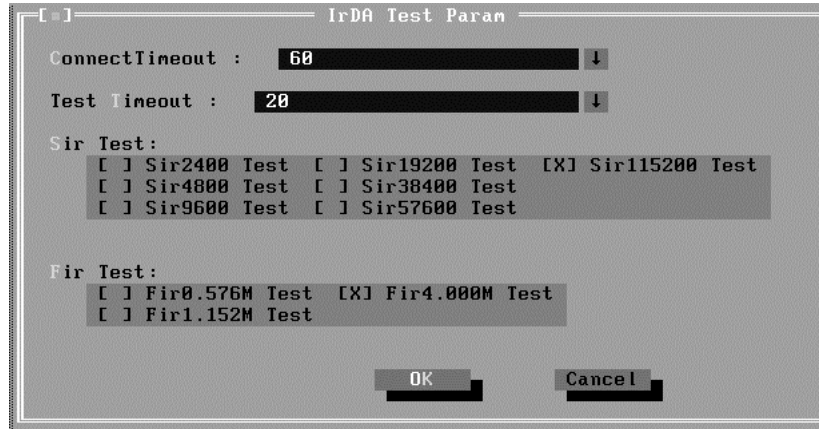 [■] IrDA Test Param
ConnectTimeout : 60 ↓
Test Timeout : 20 ↓
Sir Test:
[ ] Sir2400 Test [ ] Sir19200 Test [X] Sir115200 Test
[ ] Sir4800 Test [ ] Sir38400 Test
[ ] Sir9600 Test [ ] Sir57600 Test
Fir Test:
[ ] Fir0.576M Test [X] Fir4.000M Test
[ ] Fir1.152M Test
OK Cancel